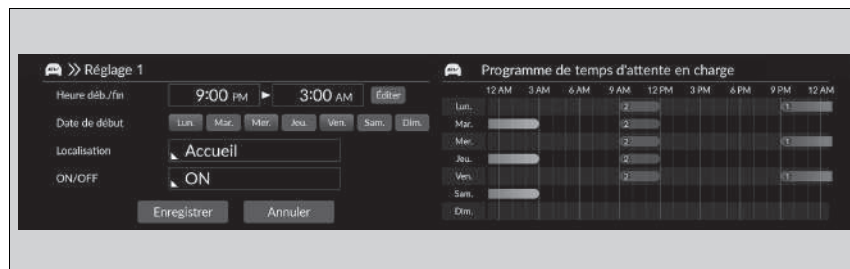 Réglage 1
Heure déb./fin 9:00 PM 3:00 AM Éditer
Date de début Lun. Mar. Mer. Jeu. Ven. Sam. Dim.
Localisation Accueil
ON/OFF ON
Enregistrer Annuler
Programme de temps d'attente en charge
12 AM 3 AM 6 AM 9 AM 12 PM 3 PM 6 PM 9 PM 12 AM
Lun. 2 1
Mar. 2
Mer. 2 1
Jeu. 2
Ven. 2 1
Sam.
Dim.